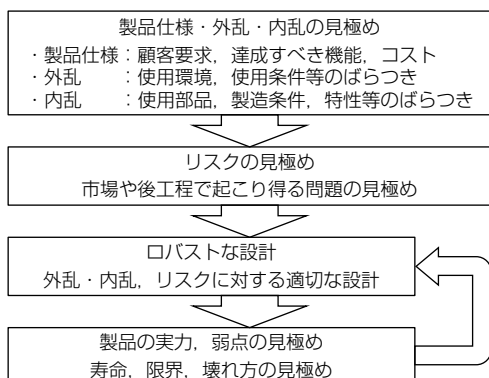 製品仕様・外乱・内乱の見極め
・製品仕様：顧客要求，達成すべき機能，コスト
・外乱　　：使用環境，使用条件等のばらつき
・内乱　　：使用部品，製造条件，特性等のばらつき
リスクの見極め
市場や後工程で起こり得る問題の見極め
ロバストな設計
外乱・内乱，リスクに対する適切な設計
製品の実力，弱点の見極め
寿命，限界，壊れ方の見極め